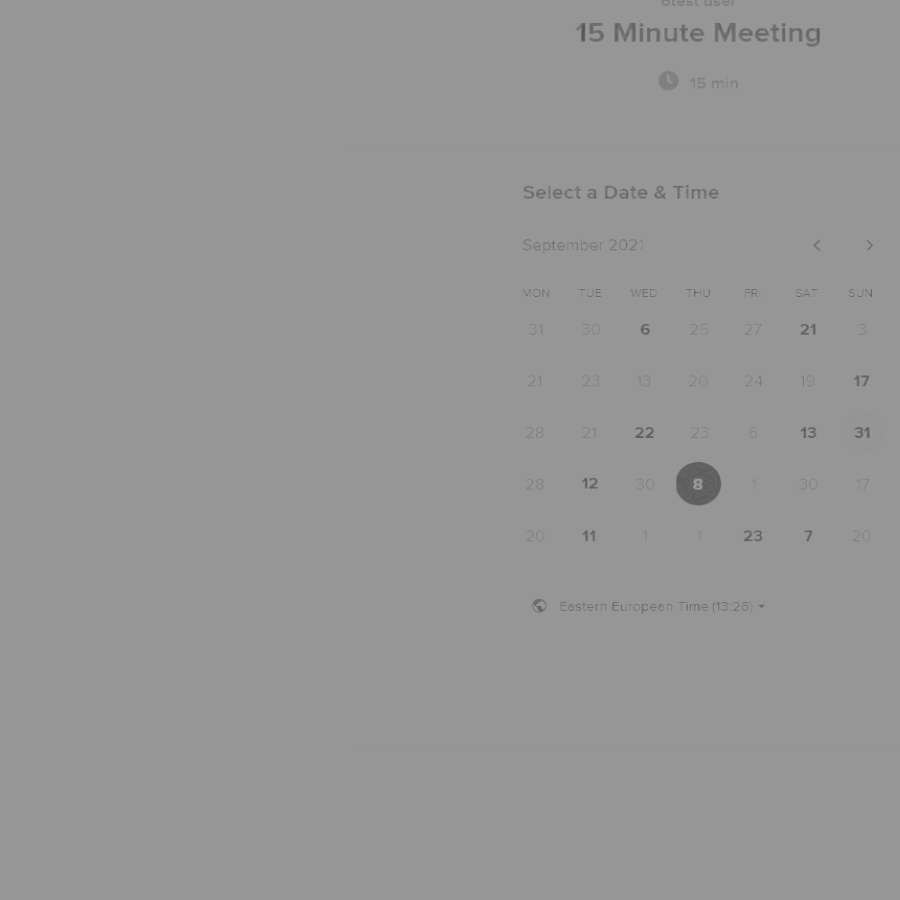 6test user
15 Minute Meeting
15 min
Select a Date & Time
September 2021
MON TUE WED THU FRI SAT SUN
31 30 6 25 27 21 3
21 23 13 20 24 19 17
28 21 22 23 6 13 31
28 12 30 8 1 30 17
20 11 1 1 23 7 20
Eastern European Time (13:26)